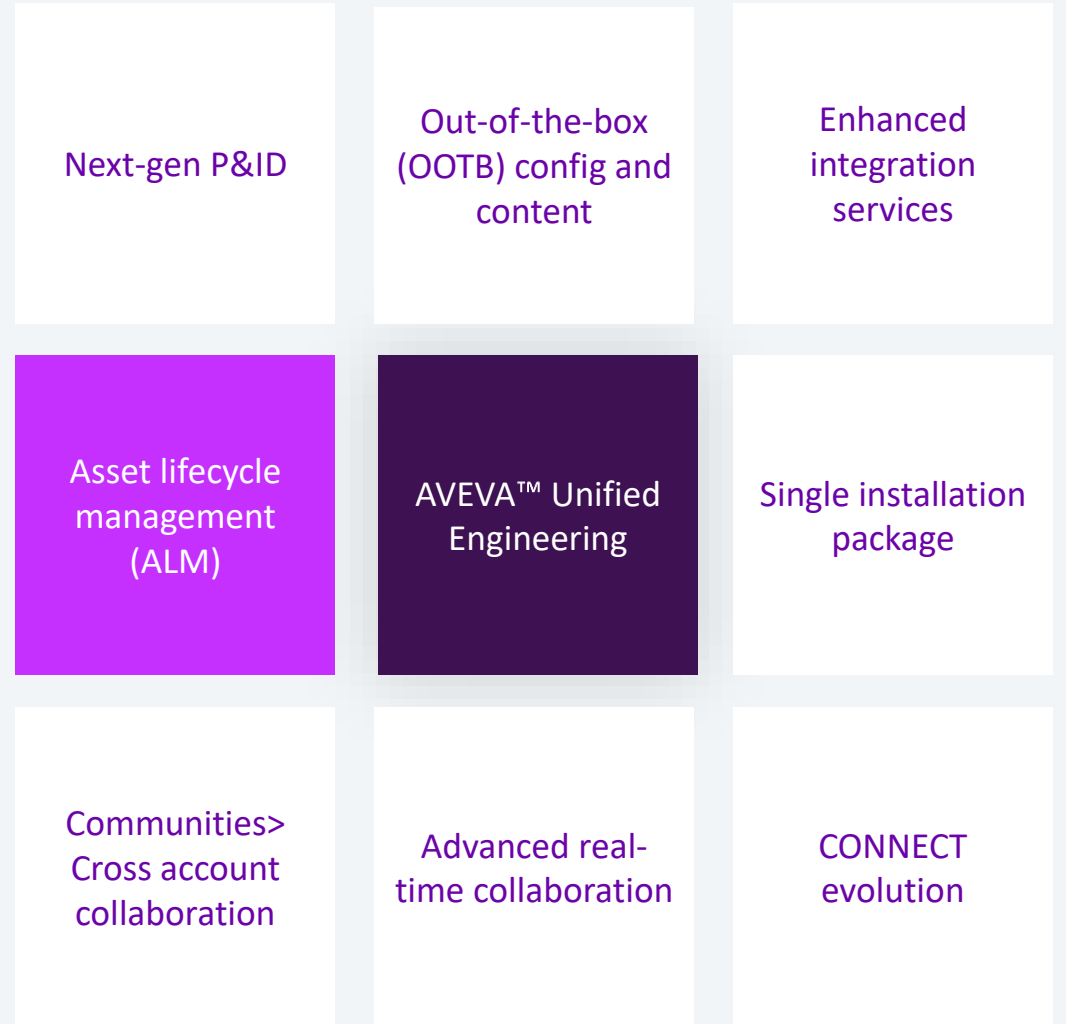 Next-gen P&ID
Out-of-the-box
(OOTB) config and
content
Enhanced
integration
services
Asset lifecycle
management
(ALM)
AVEVA™ Unified
Engineering
Single installation
package
Communities>
Cross account
collaboration
Advanced real-
time collaboration
CONNECT
evolution